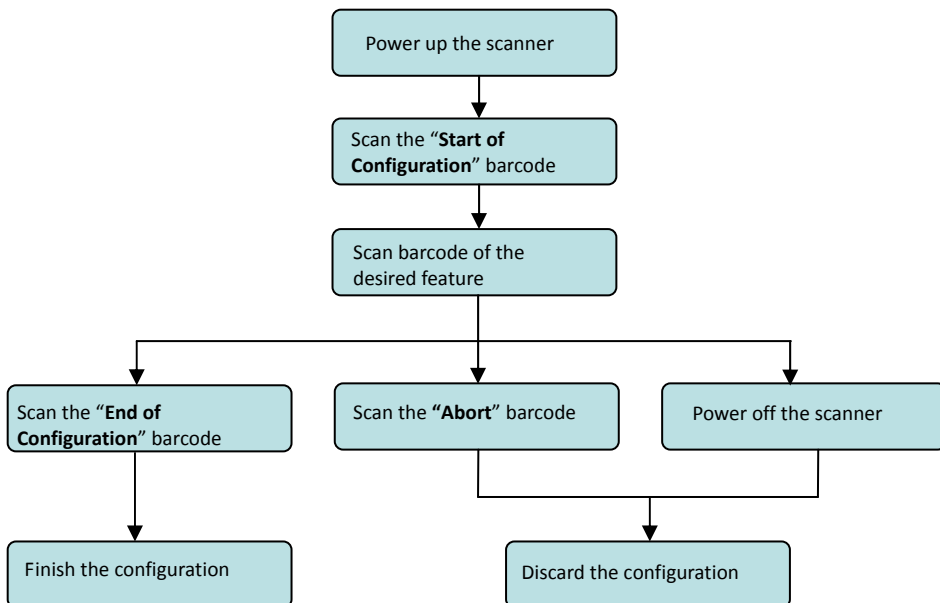 Power up the scanner
Scan the “Start of
Configuration” barcode
Scan barcode of the
desired feature
Scan the “End of
Configuration” barcode
Scan the “Abort” barcode
Power off the scanner
Finish the configuration
Discard the configuration